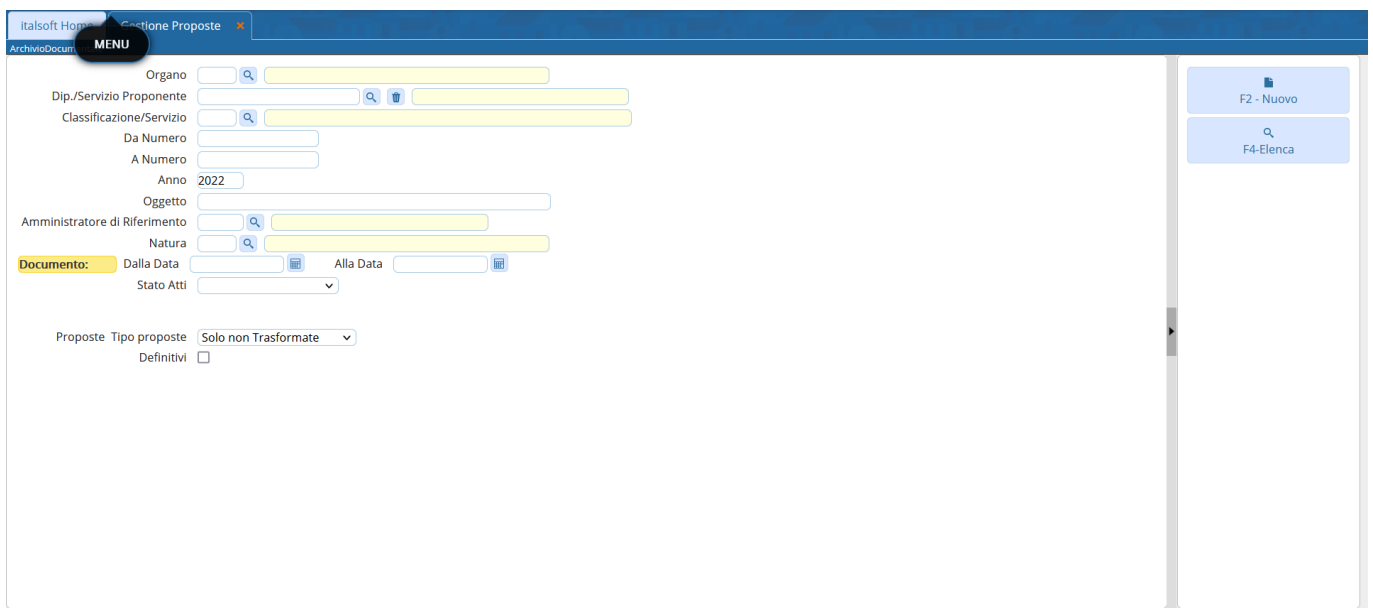 italsoft Home Gestione Proposte ×
MENU
Organo
Dip./Servizio Proponente
Classificazione/Servizio
Da Numero
A Numero
Anno 2022
Oggetto
Amministratore di Riferimento
Natura
Documento: Dalla Data Alla Data
Stato Atti
Proposte Tipo proposte Solo non Trasformate
Definitivi
F2 - Nuovo
F4-Elenca